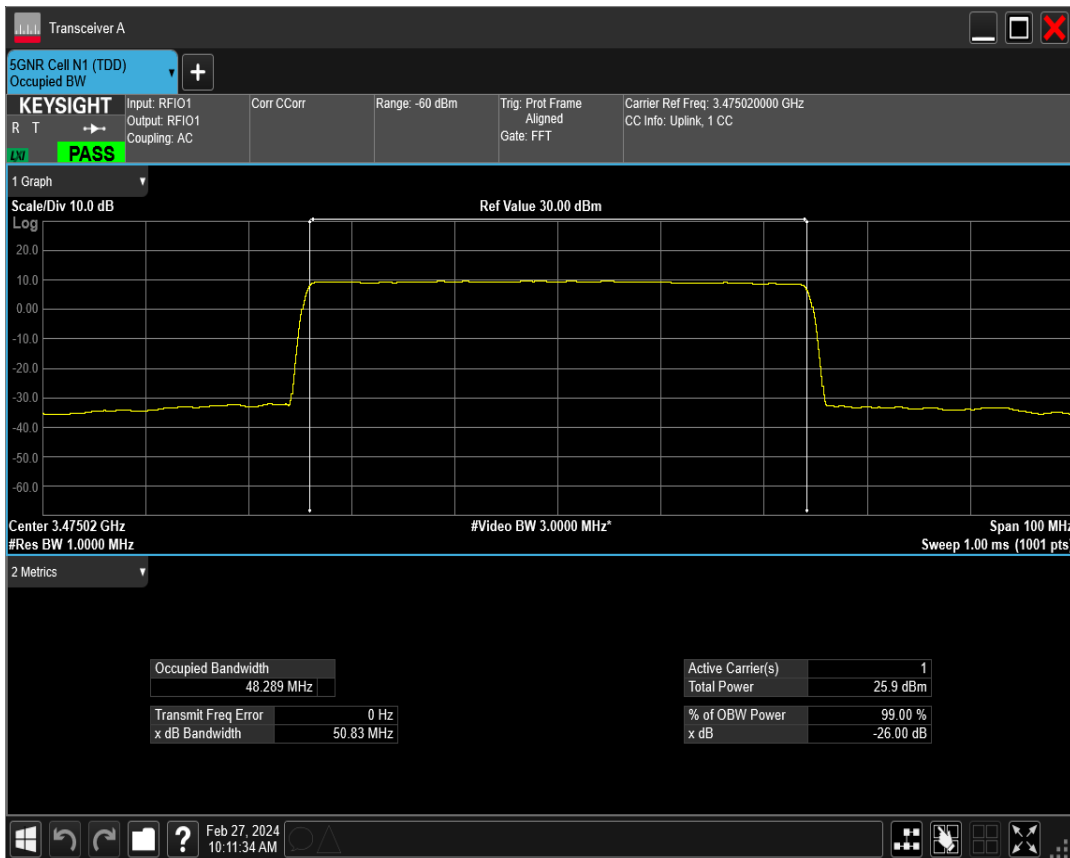 Transceiver A
5GNR Cell N1 (TDD)
Occupied BW
+
KEYSIGHT
R T
LXI
PASS
Input: RFIO1
Output: RFIO1
Coupling: AC
Corr CCorr
Range: -60 dBm
Trig: Prot Frame
Aligned
Gate: FFT
Carrier Ref Freq: 3.475020000 GHz
CC Info: Uplink, 1 CC
1 Graph
Scale/Div 10.0 dB
Ref Value 30.00 dBm
Log
20.0
10.0
0.00
-10.0
-20.0
-30.0
-40.0
-50.0
-60.0
Center 3.47502 GHz
#Video BW 3.0000 MHz*
Span 100 MHz
#Res BW 1.0000 MHz
Sweep 1.00 ms (1001 pts)
2 Metrics
Occupied Bandwidth
48.289 MHz
Transmit Freq Error 0 Hz
x dB Bandwidth 50.83 MHz
Active Carrier(s) 1
Total Power 25.9 dBm
% of OBW Power 99.00 %
x dB -26.00 dB
?
Feb 27, 2024
10:11:34 AM